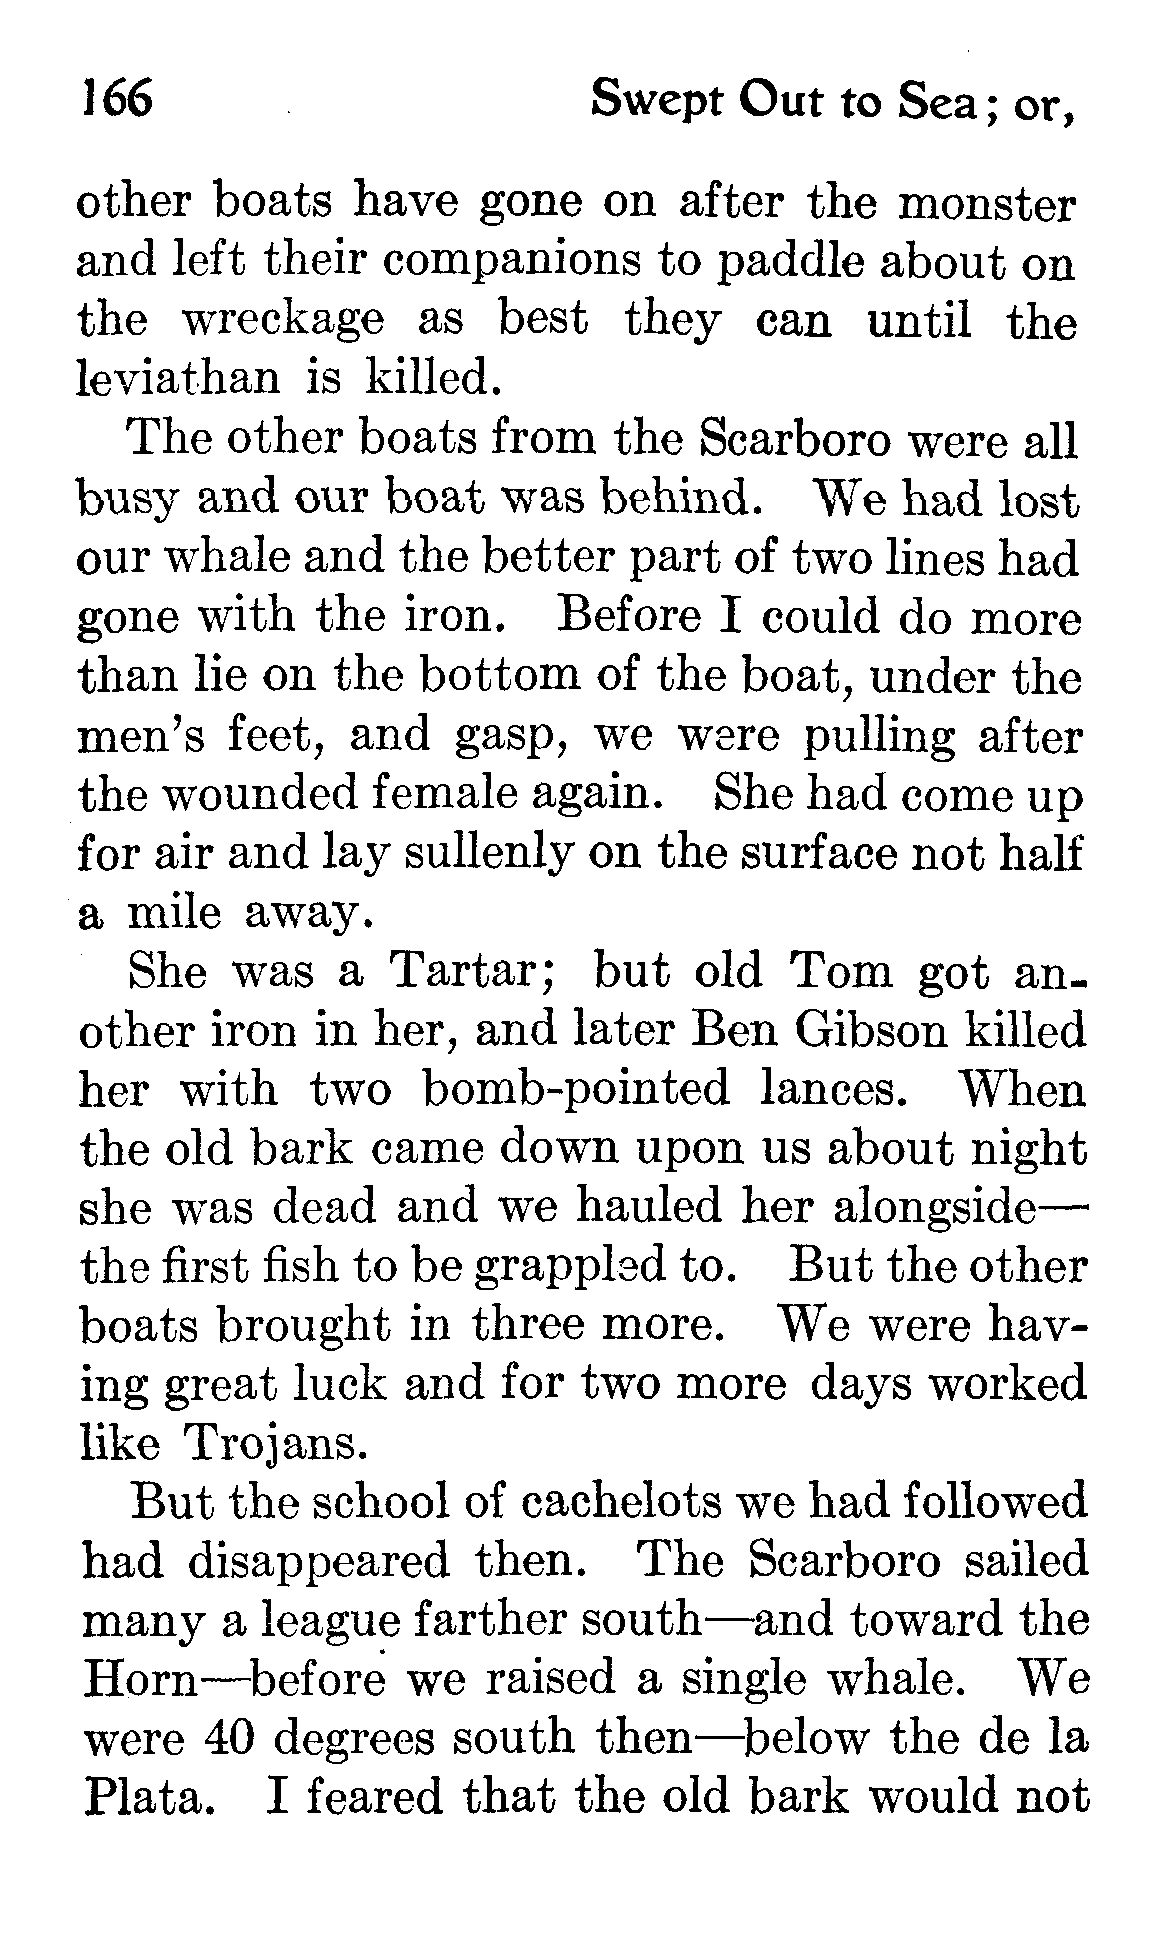 166 Swept Out to Sea; or,
other boats have gone on after the monster
and left their companions to paddle about on
the wreckage as best they can until the
leviathan is killed.
The other boats from the Scarboro were all
busy and our boat was behind. We had lost
our whale and the better part of two lines had
gone with the iron. Before I could do more
than lie on the bottom of the boat, under the
men's feet, and gasp, we were pulling after
the wounded female again. She had come up
for air and lay sullenly on the surface not half
a mile away.
She was a Tartar; but old Tom got an-
other iron in her, and later Ben Gibson killed
her with two bomb-pointed lances. When
the old bark came down upon us about night
she was dead and we hauled her alongside—
the first fish to be grappled to. But the other
boats brought in three more. We were hav-
ing great luck and for two more days worked
like Trojans.
But the school of cachelots we had followed
had disappeared then. The Scarboro sailed
many a league farther south—and toward the
Horn—before we raised a single whale. We
were 40 degrees south then—below the de la
Plata. I feared that the old bark would not